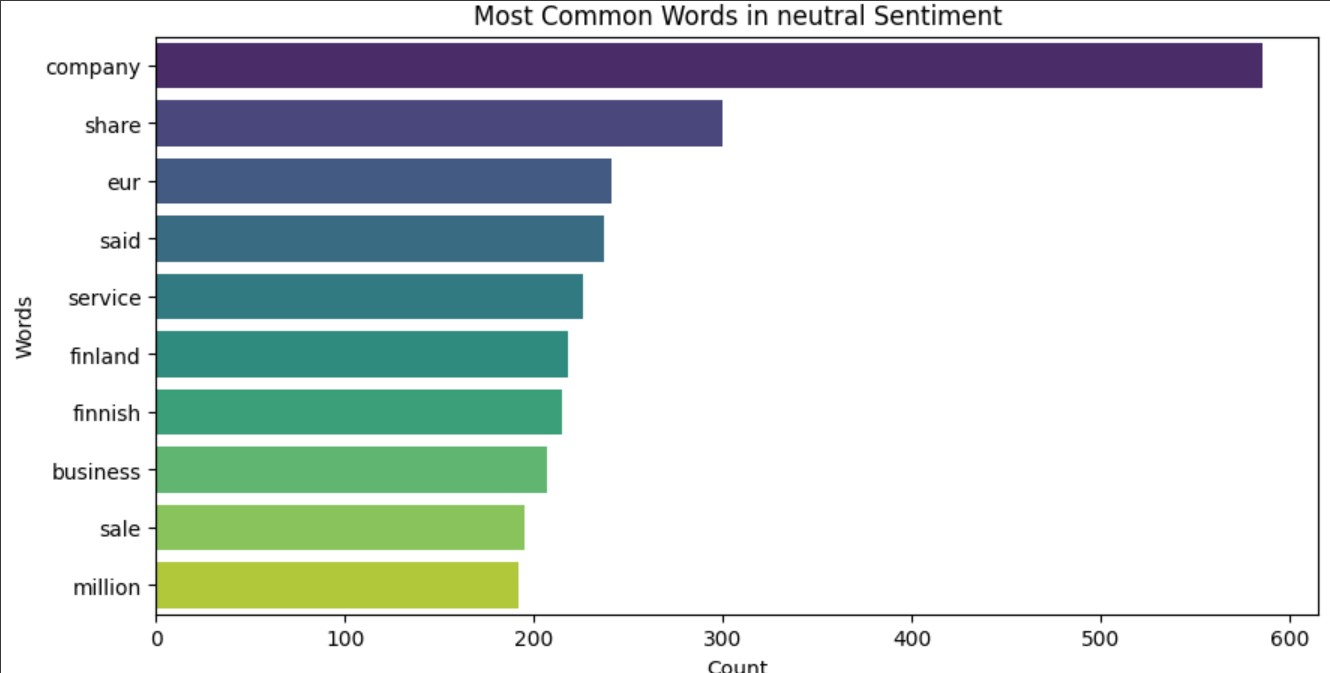 Most Common Words in neutral Sentiment
company
share
eur
said
service
finland
finnish
business
sale
million
Words
0 100 200 300 400 500 600
Count